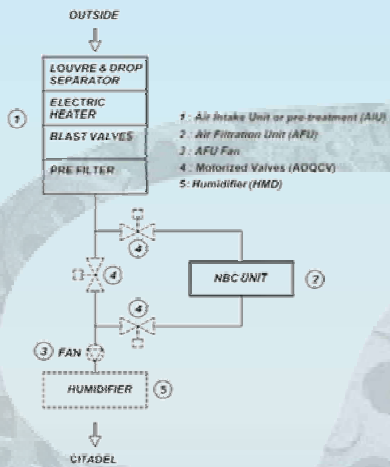 OUTSIDE
LOUVRE & DROP
SEPARATOR
ELECTRIC
HEATER
BLAST VALVES
PRE FILTER
1
1 : Air Intake Unit or pre-treatment (AIU)
2 : Air Filtration Unit (AFU)
3 : AFU Fan
4 : Motorized Valves (AOQCV)
5 : Humidifier (HMD)
4
4
NBC UNIT
2
4
3 FAN
HUMIDIFIER
5
CITADEL